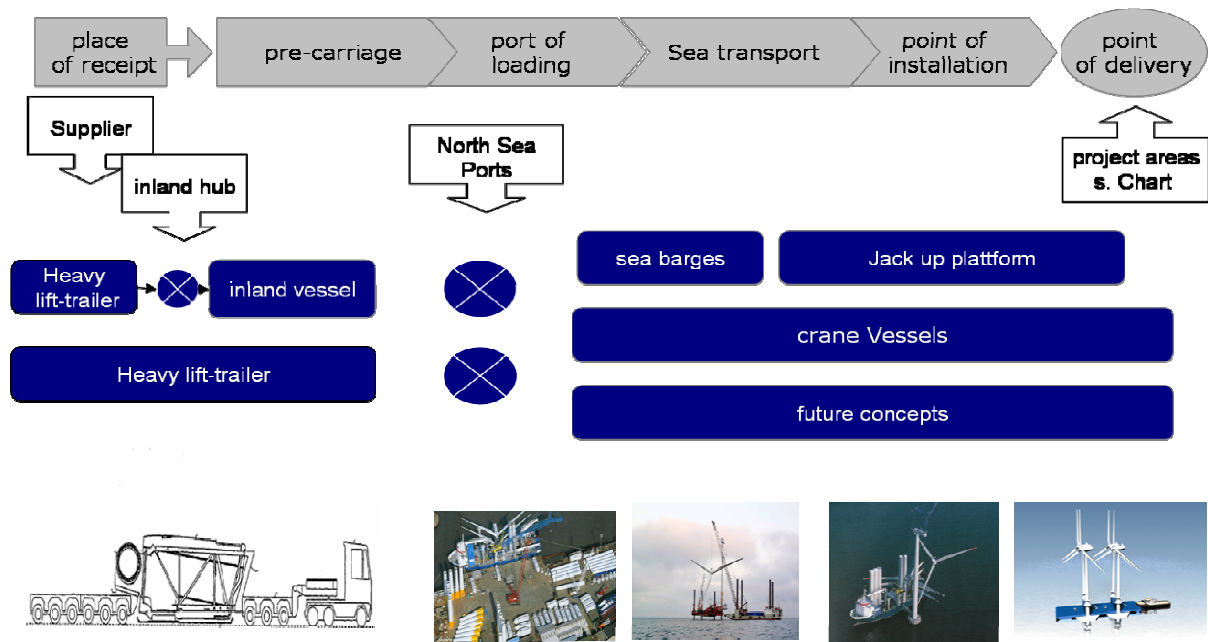 place
of receipt
pre-carriage
port of
loading
Sea transport
point of
installation
point
of delivery
Supplier
inland hub
North Sea
Ports
project areas
s. Chart
Heavy
lift-trailer
inland vessel
sea barges
Jack up plattform
crane Vessels
Heavy lift-trailer
future concepts